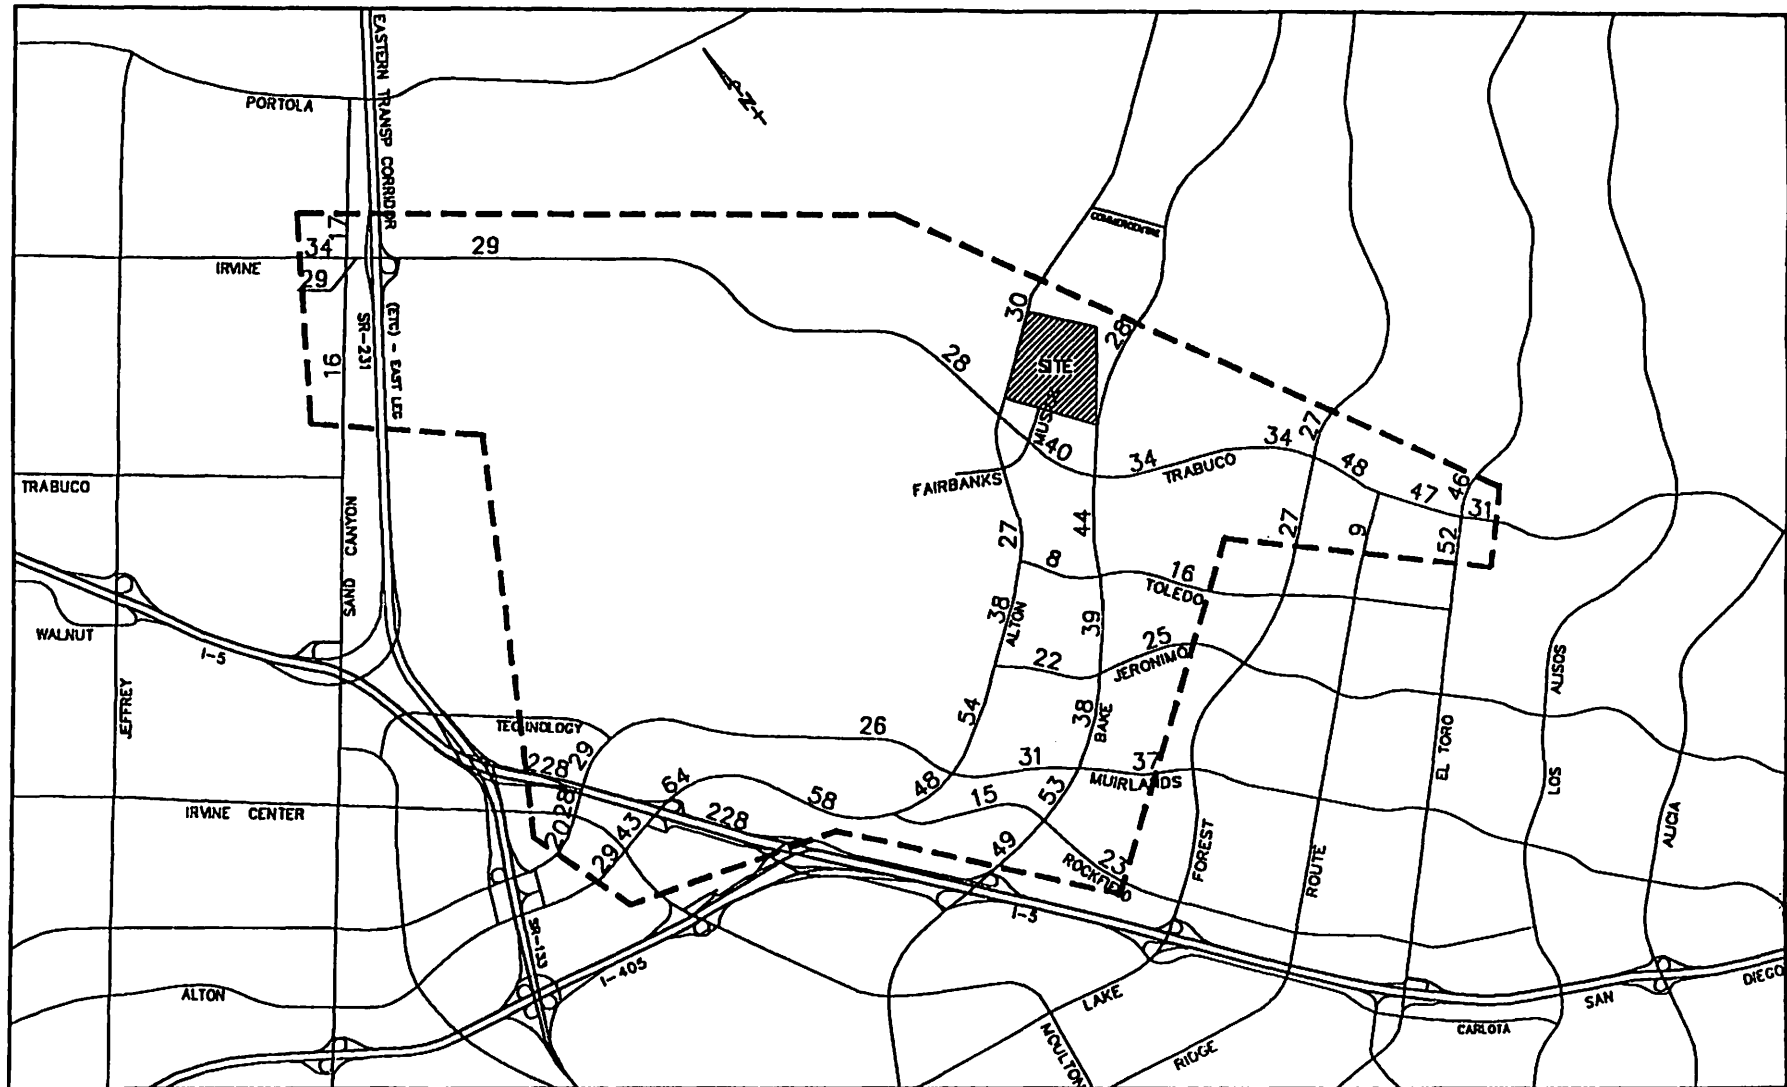 EASTERN TRANSP CORRIDOR
PORTOLA
17
34
IRVINE
29
29
COMMERCENTRE
30
28
(ETC) - EAST LEG
SR-231
16
28
SITE
27
40
34
TRABUCO
34
48
47
46
31
TRABUCO
FAIRBANKS
SAND CANYON
27
44
27
9
52
8
16
TOLEDO
38
ALTON
39
WALNUT
I-5
22
25
JERONIMO
JEFFREY
ALISOS
54
38
BAKE
TECHNOLOGY
26
228
29
31
37
MUIRLANDS
EL TORO
LOS
64
58
48
15
53
IRVINE CENTER
20
28
43
228
29
49
ROCKFIELD
23
FOREST
ROUTE
ALICIA
I-5
SR-133
I-405
ALTON
LAKE
MOULTON
RIDGE
CARLOTA
SAN
DIEGO